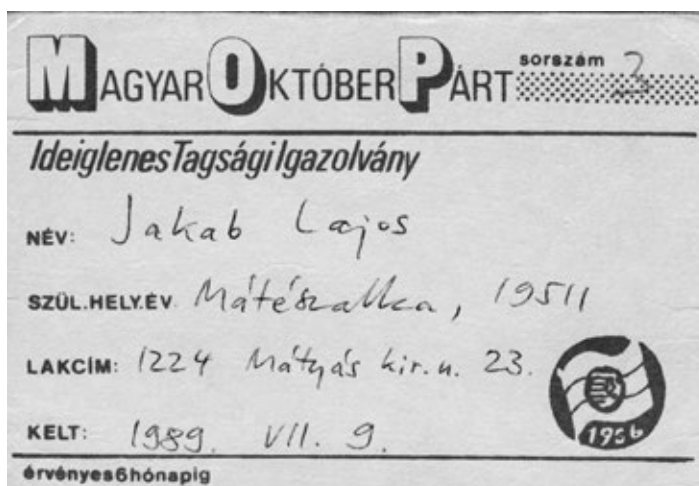 MAGYAR OKTÓBER PÁRT sorszám 3
Ideiglenes Tagsági Igazolvány
NÉV: Jakab Lajos
SZÜL.HELY.ÉV. Mátészalka, 1951
LAKCÍM: 1224 Mátyás kir. u. 23.
KELT: 1989. VII. 9.
1956
érvényes 6 hónapig